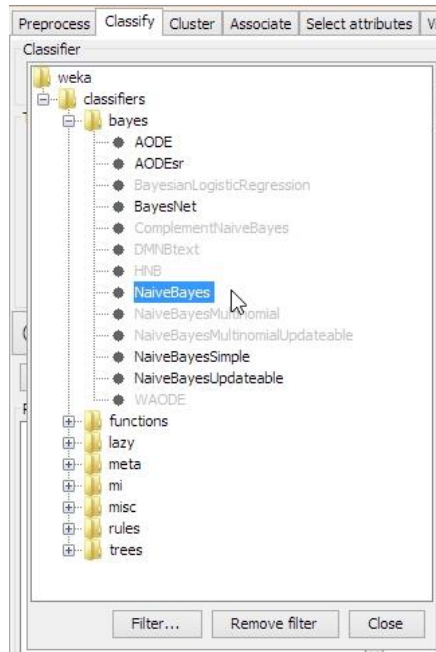 Preprocess Classify Cluster Associate Select attributes
Classifier
weka
classifiers
bayes
AODE
AODEsr
BayesianLogisticRegression
BayesNet
ComplementNaiveBayes
DMNBtext
HNB
NaiveBayes
NaiveBayesMultinomial
NaiveBayesMultinomialUpdateable
NaiveBayesSimple
NaiveBayesUpdateable
WAODE
functions
lazy
meta
mi
misc
rules
trees
Filter... Remove filter Close